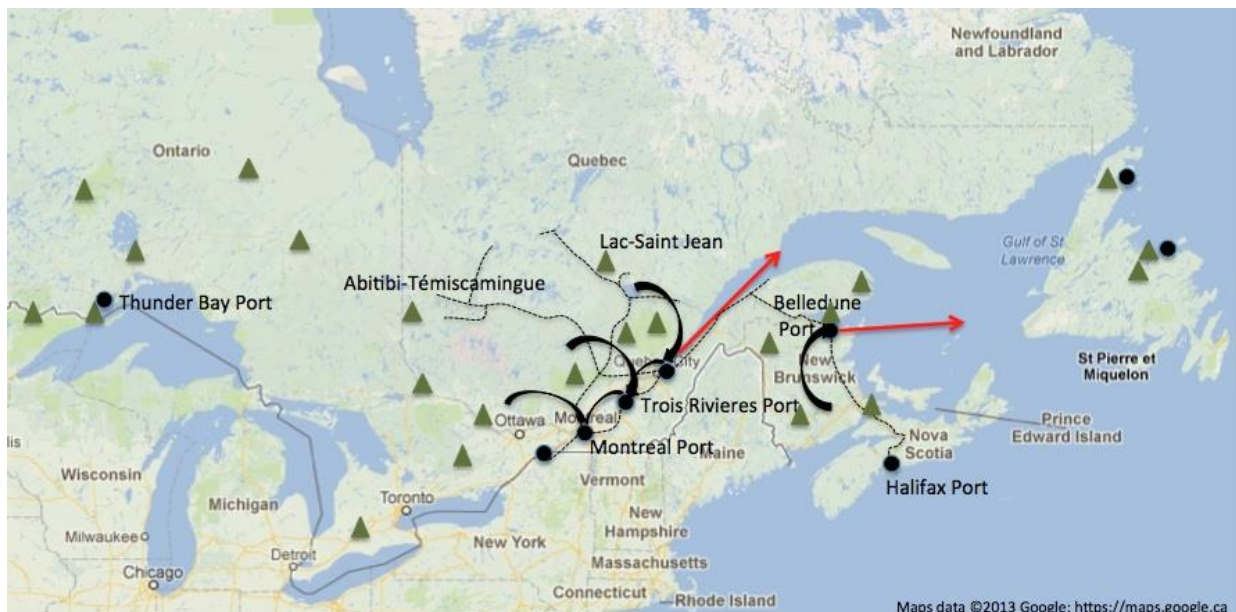 Newfoundland
and Labrador
Ontario
Quebec
Lac-Saint Jean
Gulf of St
Lawrence
Abitibi-Témiscamingue
Thunder Bay Port
Belledune
Port
Quebec City
New
Brunswick
St Pierre et
Miquelon
Trois Rivieres Port
Ottawa
Montreal
Prince
Edward Island
Montreal Port
Maine
Nova
Scotia
Wisconsin
Vermont
Halifax Port
Michigan
Toronto
New
Hampshire
Milwaukee
New York
Detroit
Massachusetts
Chicago
Connecticut
Rhode Island
Maps data ©2013 Google: https://maps.google.ca